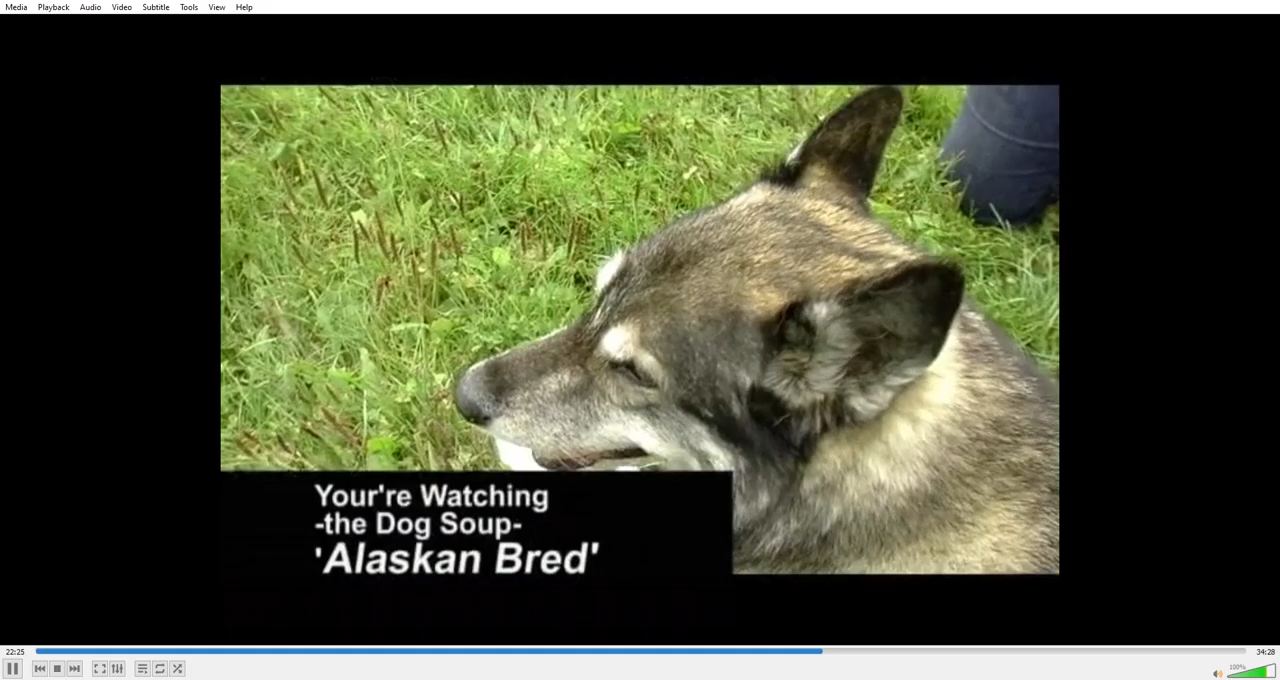 Media Playback Audio Video Subtitle Tools View Help
Your're Watching
-the Dog Soup-
'Alaskan Bred'
22:25 34:28
100%